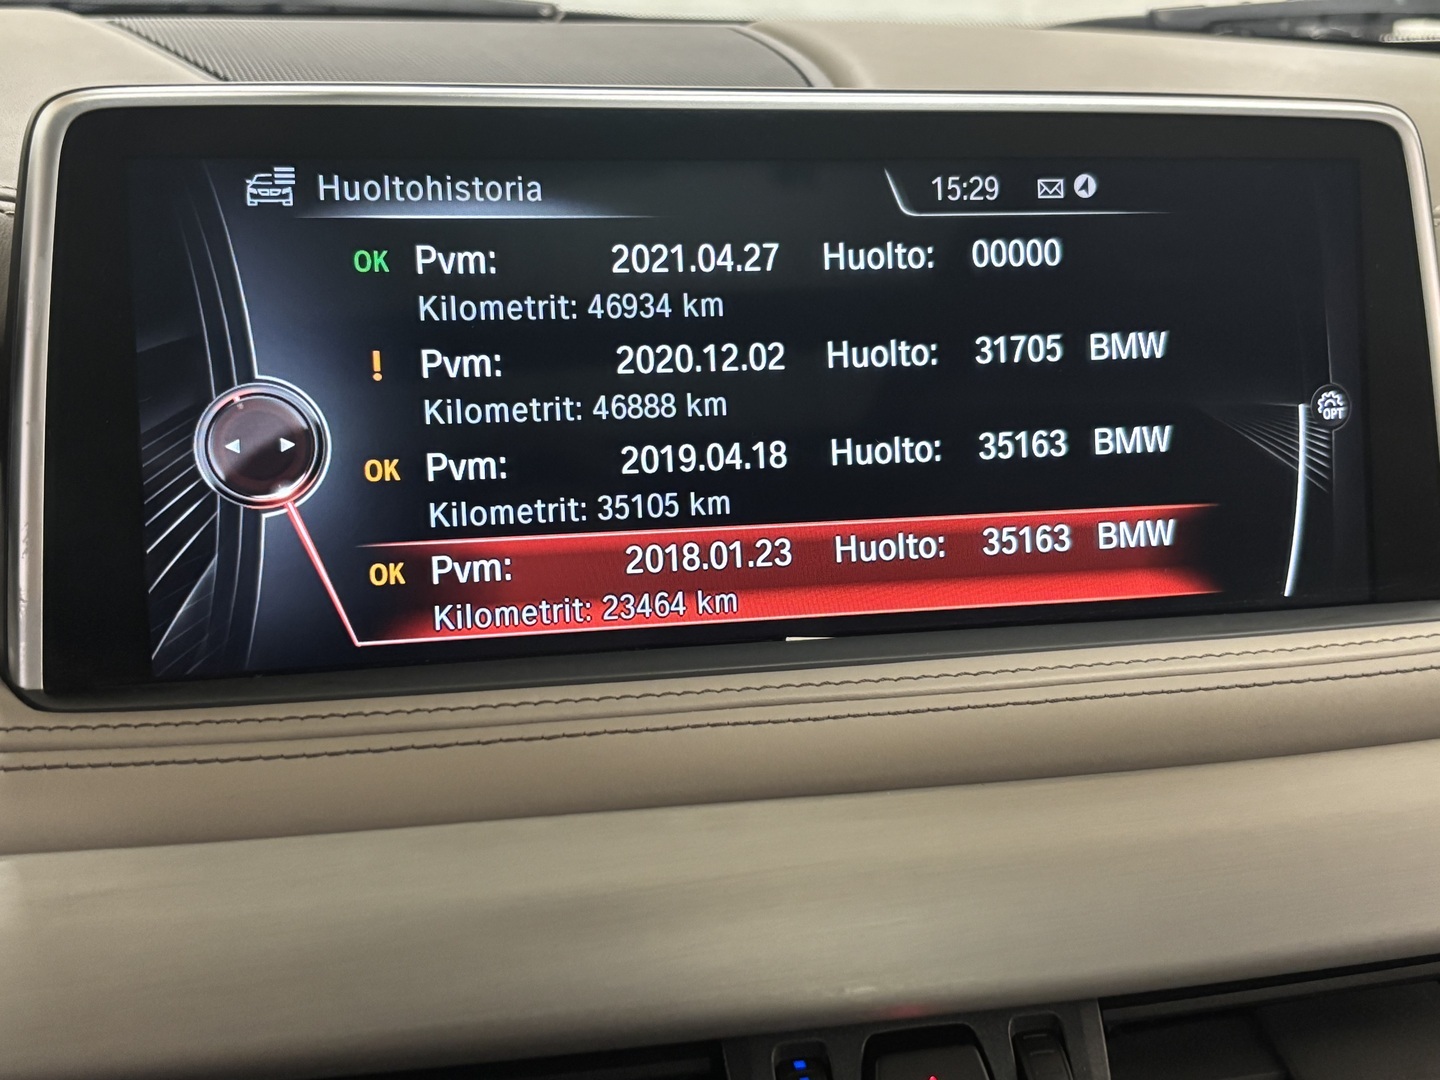 Huoltohistoria 15:29
OK Pvm: 2021.04.27 Huolto: 00000
Kilometrit: 46934 km
! Pvm: 2020.12.02 Huolto: 31705 BMW
Kilometrit: 46888 km
OK Pvm: 2019.04.18 Huolto: 35163 BMW
Kilometrit: 35105 km
OK Pvm: 2018.01.23 Huolto: 35163 BMW
Kilometrit: 23464 km
OPT